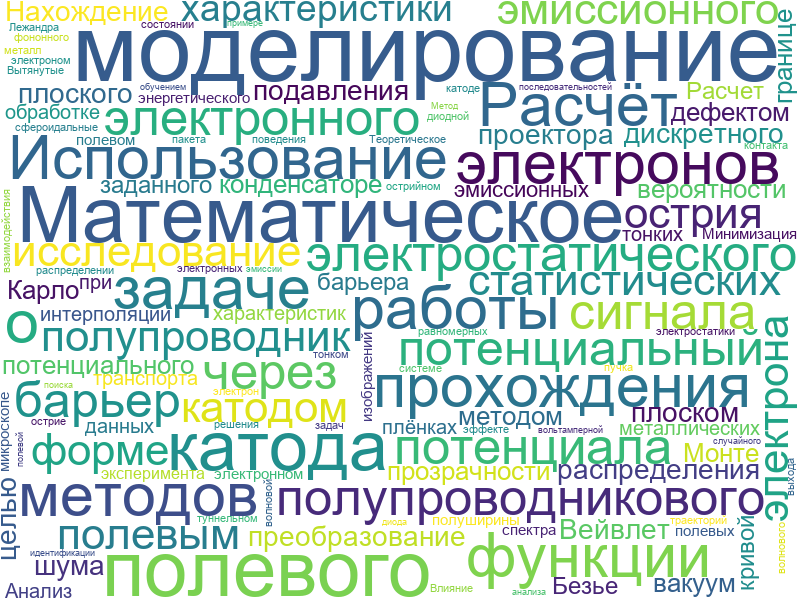 Нахождение
характеристики
примере
эмиссионного
Лежандра
состоянии
фононного
металл
электроном
Вытянутые
моделирование
границе
плоского
обучением
энергетического
подавления
катоде
последовательностей
Расчёт
Расчет
дефектом
обработке
сфероидальные
электронного
Метод
диодной
проектора
дискретного
полевом
пакета
поведения
Теоретическое
контакта
Использование
электронов
заданного
конденсаторе
острийном
эмиссионных
вероятности
Математическое
острия
тонких
Минимизация
взаимодействия
исследование
электростатического
распределении
электронных
эмиссии
Карло
при
задаче
барьера
статистических
о
интерполяции
характеристик
работы
сигнала
полупроводник
изображений
равномерных
электростатики
потенциального
через
тонком
потенциальный
электрона
транспорта
системе
пучка
поиска
барьер
электрон
прохождения
катодом
методом
плоском
микроскопе
острие
данных
решения
задач
плёнках
эффекте
вольтамперной
металлических
случайного
полевой
форме
катода
потенциала
Монте
эксперимента
электронном
прозрачности
распределения
выхода
целью
методов
волновой
полупроводникового
туннельном
диода
полуширины
спектра
Вейвлет
траекторий
полевых
кривой
волнового
полевым
преобразование
идентификации
шума
полевого
функции
Анализ
Влияние
анализа
Безье
вакуум